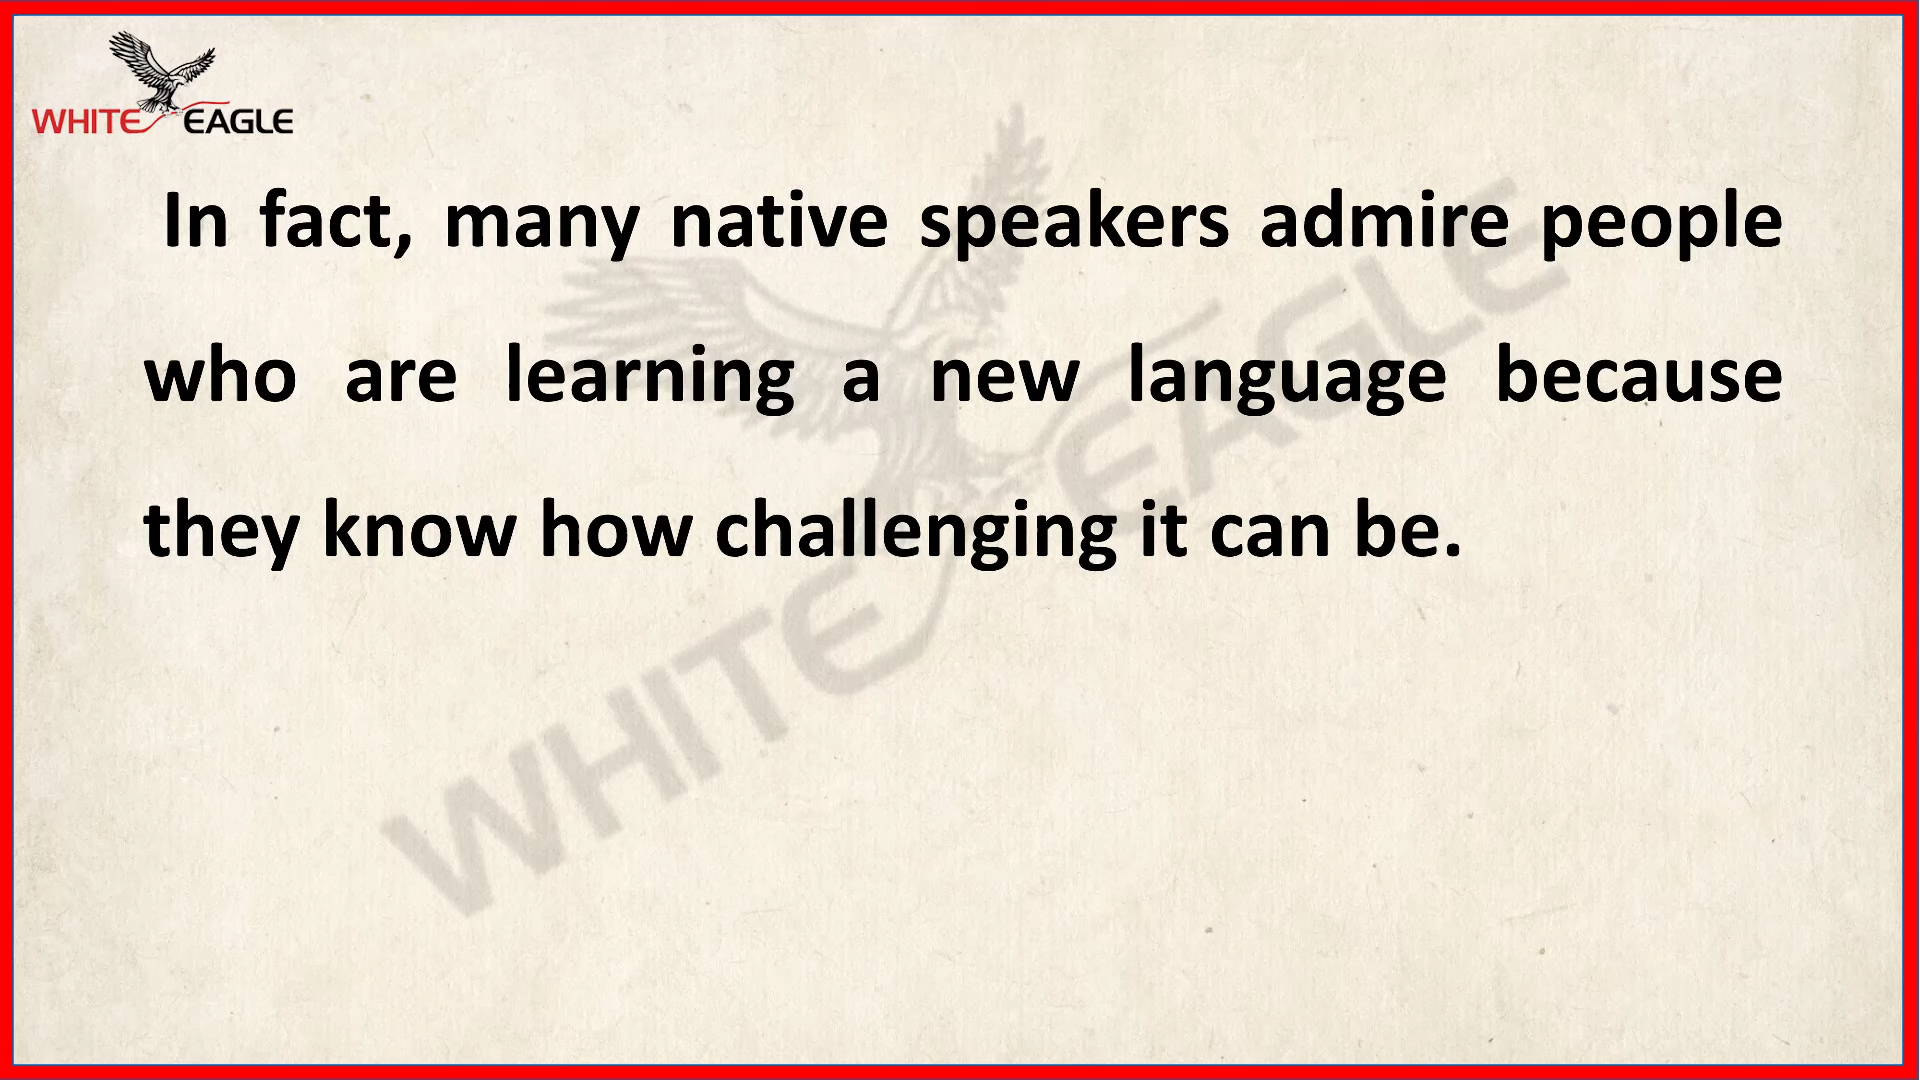 WHITE EAGLE
In fact, many native speakers admire people
who are learning a new language because
they know how challenging it can be.
WHITE EAGLE